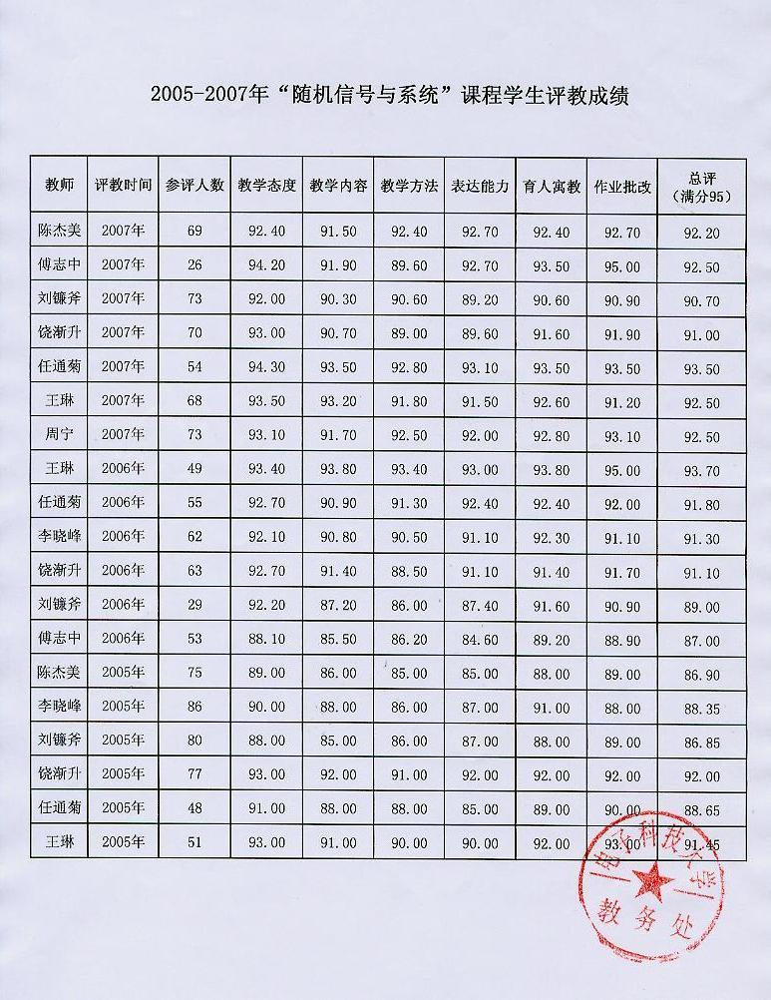 2005-2007年“随机信号与系统”课程学生评教成绩
教师 评教时间 参评人数 教学态度 教学内容 教学方法 表达能力 育人寓教 作业批改 总评（满分95）
陈杰美 2007年 69 92.40 91.50 92.40 92.70 92.40 92.70 92.20
傅志中 2007年 26 94.20 91.90 89.60 92.70 93.50 95.00 92.50
刘镰斧 2007年 73 92.00 90.30 90.60 89.20 90.60 90.90 90.70
饶渐升 2007年 70 93.00 90.70 89.00 89.60 91.60 91.90 91.00
任通菊 2007年 54 94.30 93.50 92.80 93.10 93.50 93.50 93.50
王琳 2007年 68 93.50 93.20 91.80 91.50 92.60 91.20 92.50
周宁 2007年 73 93.10 91.70 92.50 92.00 92.80 93.10 92.50
王琳 2006年 49 93.40 93.80 93.40 93.00 93.80 95.00 93.70
任通菊 2006年 55 92.70 90.90 91.30 92.40 92.40 92.00 91.80
李晓峰 2006年 62 92.10 90.80 90.50 91.10 92.30 91.10 91.30
饶渐升 2006年 63 92.70 91.40 88.50 91.10 91.40 91.70 91.10
刘镰斧 2006年 29 92.20 87.20 86.00 87.40 91.60 90.90 89.00
傅志中 2006年 53 88.10 85.50 86.20 84.60 89.20 88.90 87.00
陈杰美 2005年 75 89.00 86.00 85.00 85.00 88.00 89.00 86.90
李晓峰 2005年 86 90.00 88.00 86.00 87.00 91.00 88.00 88.35
刘镰斧 2005年 80 88.00 85.00 86.00 87.00 88.00 89.00 86.85
饶渐升 2005年 77 93.00 92.00 91.00 92.00 92.00 92.00 92.00
任通菊 2005年 48 91.00 88.00 88.00 85.00 89.00 90.00 88.65
王琳 2005年 51 93.00 91.00 90.00 90.00 92.00 93.00 91.45
电子科技大学
教务处